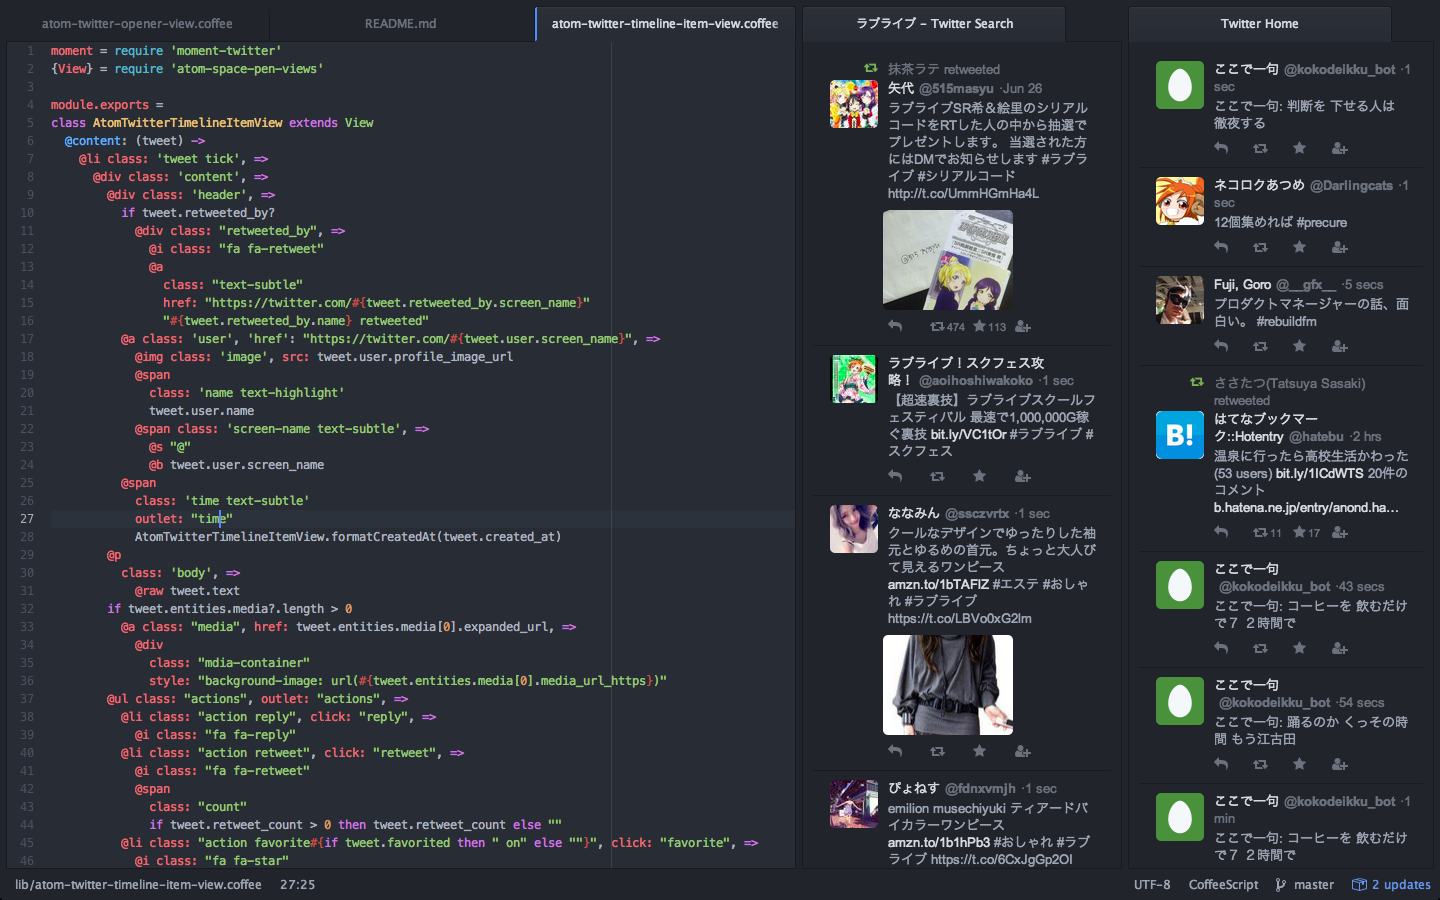 atom-twitter-opener-view.coffee
README.md
atom-twitter-timeline-item-view.coffee
1 moment = require 'moment-twitter'
2 {View} = require 'atom-space-pen-views'
3
4 module.exports =
5 class AtomTwitterTimelineItemView extends View
6 @content: (tweet) ->
7 @li class: 'tweet tick', =>
8 @div class: 'content', =>
9 @div class: 'header', =>
10 if tweet.retweeted_by?
11 @div class: "retweeted_by", =>
12 @i class: "fa fa-retweet"
13 @a
14 class: "text-subtle"
15 href: "https://twitter.com/#{tweet.retweeted_by.screen_name}"
16 "#{tweet.retweeted_by.name} retweeted"
17 @a class: 'user', 'href': "https://twitter.com/#{tweet.user.screen_name}", =>
18 @img class: 'image', src: tweet.user.profile_image_url
19 @span
20 class: 'name text-highlight'
21 tweet.user.name
22 @span class: 'screen-name text-subtle', =>
23 @s "@"
24 @b tweet.user.screen_name
25 @span
26 class: 'time text-subtle'
27 outlet: "time"
28 AtomTwitterTimelineItemView.formatCreatedAt(tweet.created_at)
29 @p
30 class: 'body', =>
31 @raw tweet.text
32 if tweet.entities.media?.length > 0
33 @a class: "media", href: tweet.entities.media[0].expanded_url, =>
34 @div
35 class: "mdia-container"
36 style: "background-image: url(#{tweet.entities.media[0].media_url_https})"
37 @ul class: "actions", outlet: "actions", =>
38 @li class: "action reply", click: "reply", =>
39 @i class: "fa fa-reply"
40 @li class: "action retweet", click: "retweet", =>
41 @i class: "fa fa-retweet"
42 @span
43 class: "count"
44 if tweet.retweet_count > 0 then tweet.retweet_count else ""
45 @li class: "action favorite#{if tweet.favorited then " on" else ""}", click: "favorite", =>
46 @i class: "fa fa-star"
ラブライブ - Twitter Search
抹茶ラテ retweeted
矢代 @515masyu ·Jun 26
ラブライブSR希＆絵里のシリアル
コードをRTした人の中から抽選で
プレゼントします。 当選された方
にはDMでお知らせします #ラブラ
イブ #シリアルコード
http://t.co/UmmHGmHa4L
474 113
ラブライブ！スクフェス攻
略！ @aoihoshiwakoko ·1 sec
【超速裏技】ラブライブスクールフ
ェスティバル 最速で1,000,000G稼
ぐ裏技 bit.ly/VC1tOr #ラブライブ #
スクフェス
ななみん @ssczvrtx ·1 sec
クールなデザインでゆったりした袖
元とゆるめの首元。ちょっと大人び
て見えるワンピース
amzn.to/1bTAFIZ #エステ #おしゃ
れ #ラブライブ
https://t.co/LBVo0xG2lm
ぴょねす @fdnxvmjh ·1 sec
emilion musechiyuki ティアードバ
イカラーワンピース
amzn.to/1b1hPb3 #おしゃれ #ラブ
ライブ https://t.co/6CxJgGp2OI
Twitter Home
ここで一句 @kokodeikku_bot ·1
sec
ここで一句: 判断を 下せる人は
徹夜する
ネコロクあつめ @Darlingcats ·1
sec
12個集めれば #precure
Fuji, Goro @__gfx__ ·5 secs
プロダクトマネージャーの話、面
白い。 #rebuildfm
ささたつ(Tatsuya Sasaki)
retweeted
B!
はてなブックマー
ク::Hotentry @hatebu ·2 hrs
温泉に行ったら高校生活かわった
(53 users) bit.ly/1lCdWTS 20件の
コメント
b.hatena.ne.jp/entry/anond.ha…
11 17
ここで一句
@kokodeikku_bot ·43 secs
ここで一句: コーヒーを 飲むだけ
で７ ２時間で
ここで一句
@kokodeikku_bot ·54 secs
ここで一句: 踊るのか くっその時
間 もう江古田
ここで一句 @kokodeikku_bot ·1
min
ここで一句: コーヒーを 飲むだけ
で７ ２時間で
lib/atom-twitter-timeline-item-view.coffee 27:25
UTF-8 CoffeeScript master 2 updates